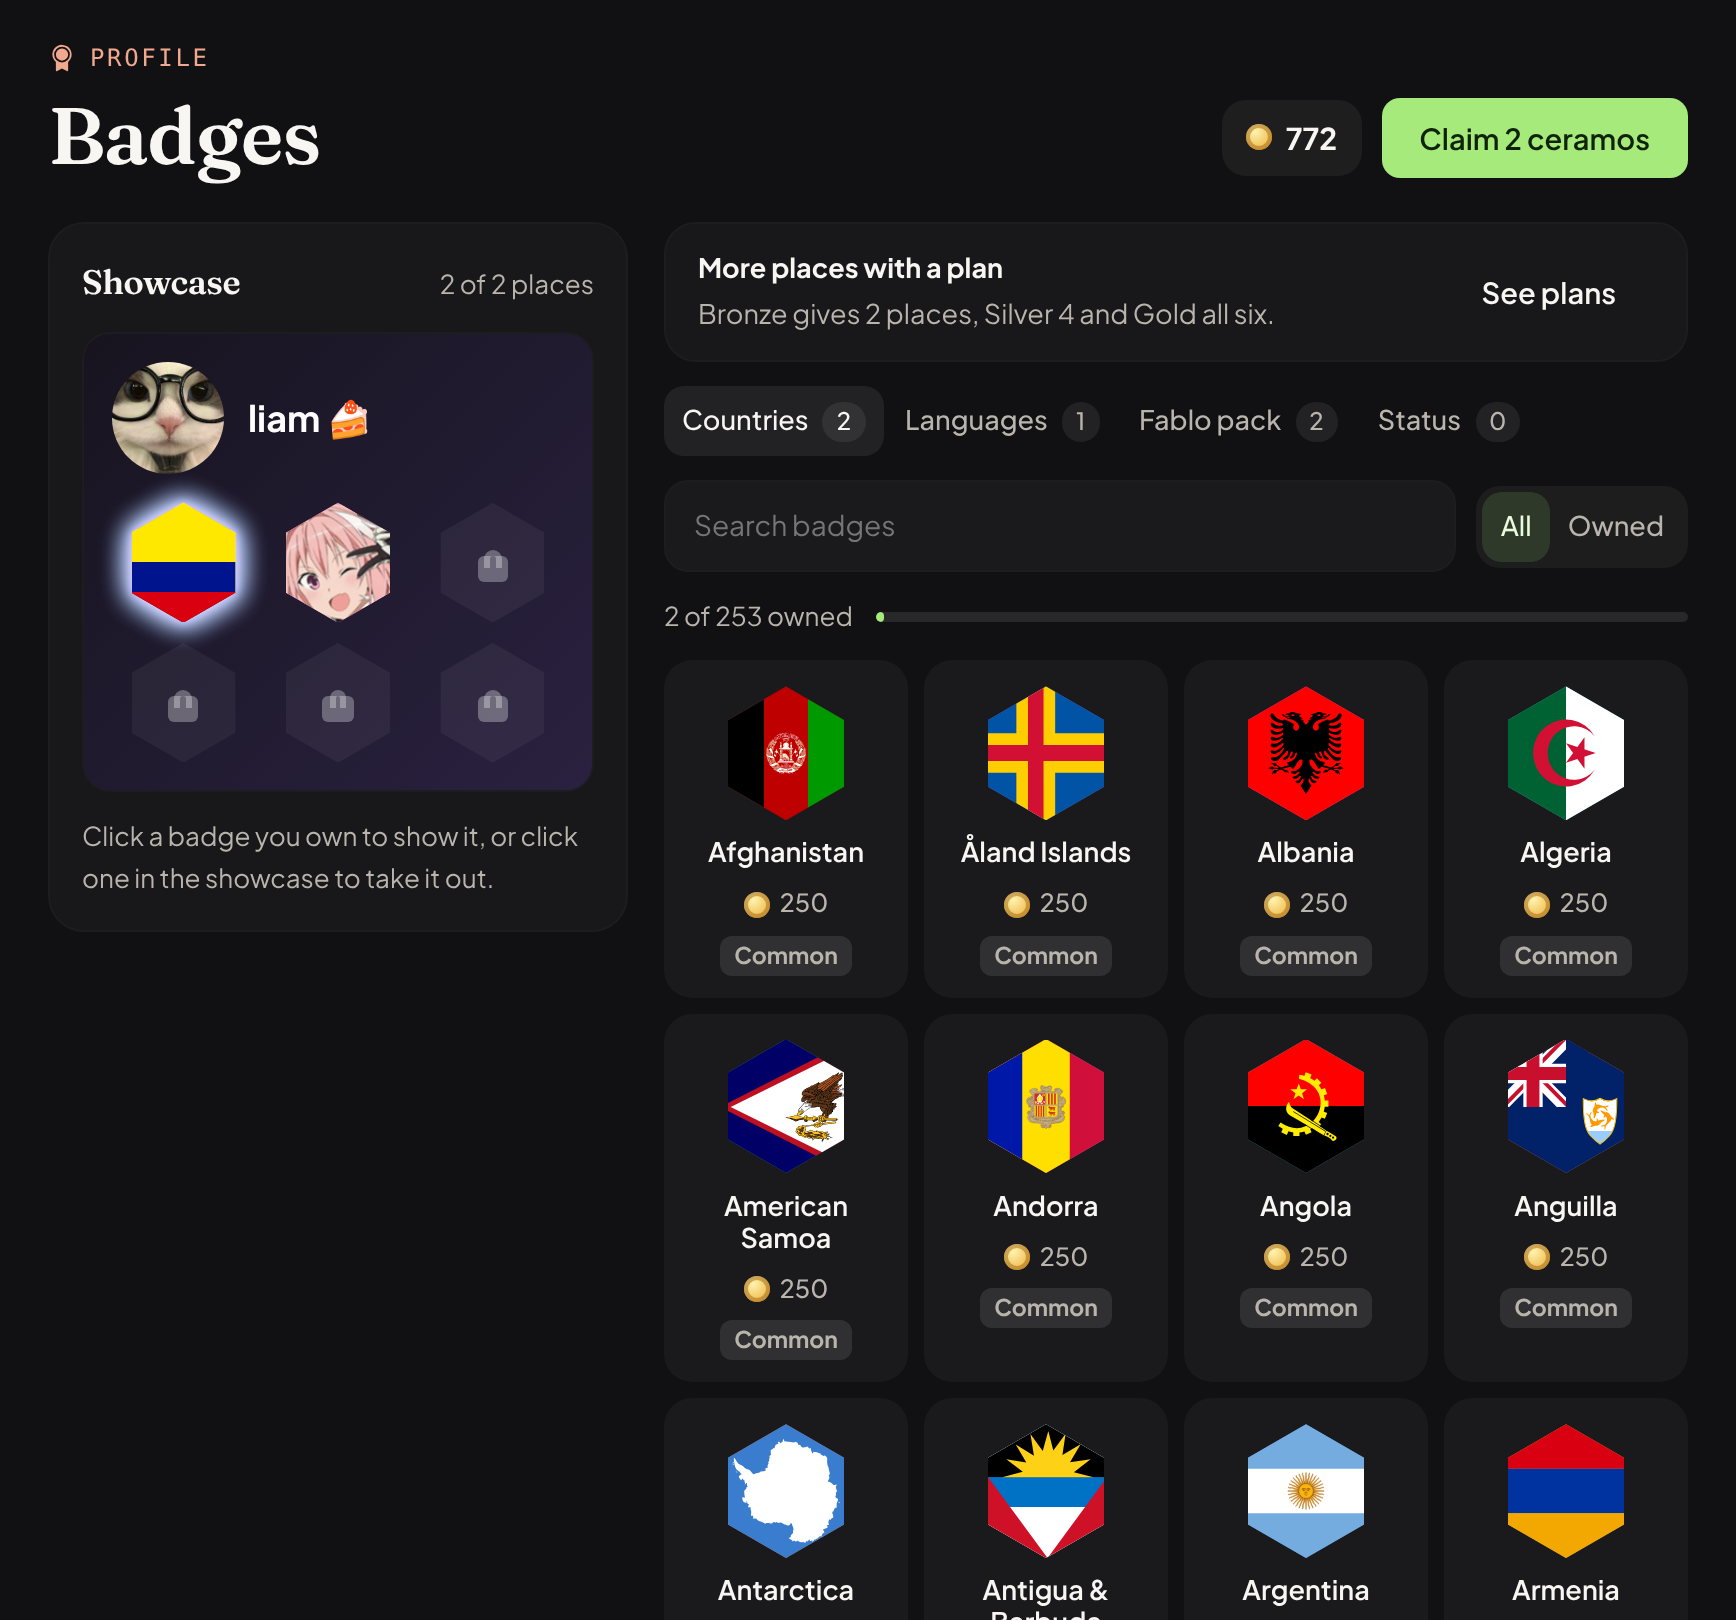 PROFILE
Badges
772
Claim 2 ceramos
Showcase
2 of 2 places
liam 🍰
Click a badge you own to show it, or click
one in the showcase to take it out.
More places with a plan
Bronze gives 2 places, Silver 4 and Gold all six.
See plans
Countries 2
Languages 1
Fablo pack 2
Status 0
Search badges
All
Owned
2 of 253 owned
Afghanistan
250
Common
Åland Islands
250
Common
Albania
250
Common
Algeria
250
Common
American
Samoa
250
Common
Andorra
250
Common
Angola
250
Common
Anguilla
250
Common
Antarctica
Antigua &
Barbuda
Argentina
Armenia